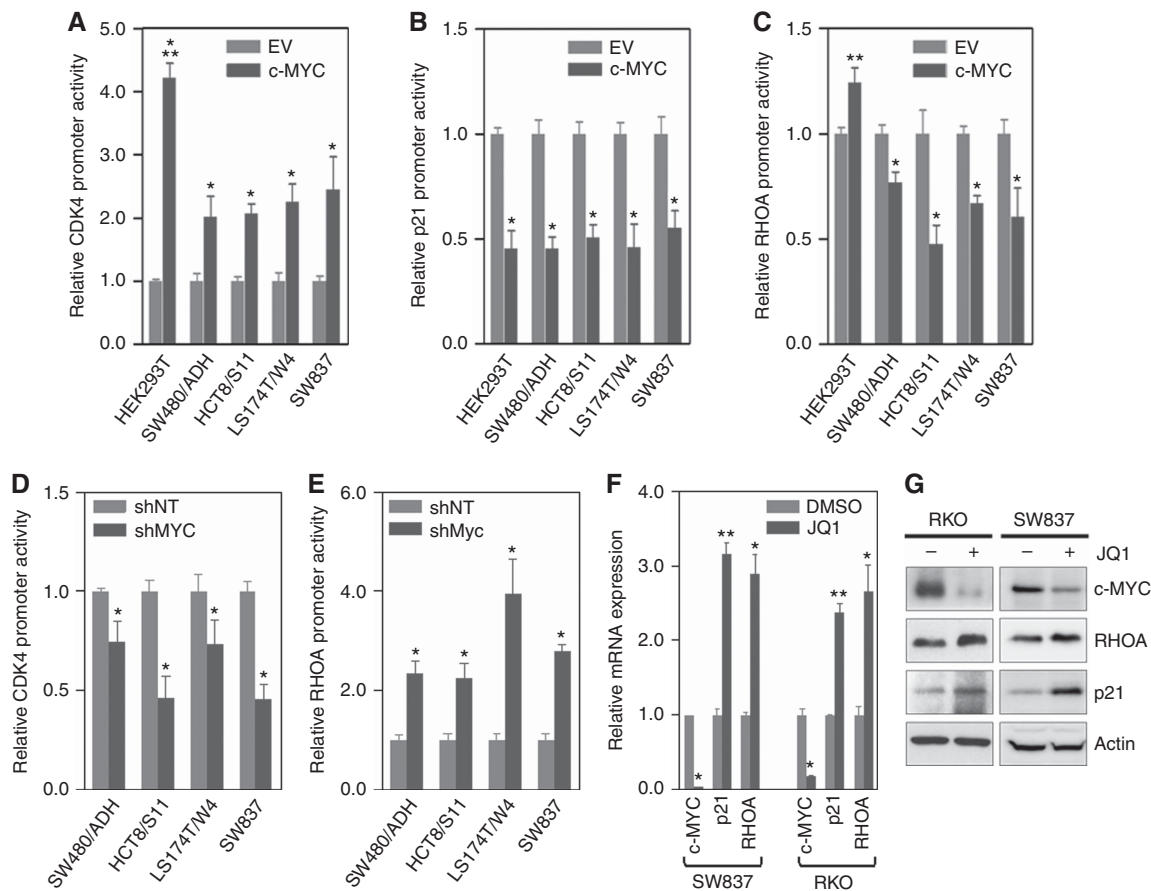 A
Relative CDK4 promoter activity
5.0
4.0
3.0
2.0
1.0
0.0
EV
c-MYC
*
**
*
*
*
*
HEK293T
SW480/ADH
HCT8/S11
LS174T/W4
SW837
B
Relative p21 promoter activity
1.5
1.0
0.5
0.0
EV
c-MYC
*
*
*
*
*
HEK293T
SW480/ADH
HCT8/S11
LS174T/W4
SW837
C
Relative RHOA promoter activity
1.5
1.0
0.5
0.0
EV
c-MYC
**
*
*
*
*
HEK293T
SW480/ADH
HCT8/S11
LS174T/W4
SW837
D
Relative CDK4 promoter activity
1.5
1.0
0.5
0.0
shNT
shMYC
*
*
*
*
SW480/ADH
HCT8/S11
LS174T/W4
SW837
E
Relative RHOA promoter activity
6.0
4.0
2.0
0.0
shNT
shMyc
*
*
*
*
SW480/ADH
HCT8/S11
LS174T/W4
SW837
F
Relative mRNA expression
4.0
3.0
2.0
1.0
0.0
DMSO
JQ1
*
**
*
*
**
*
c-MYC
p21
RHOA
c-MYC
p21
RHOA
SW837
RKO
G
RKO
SW837
– + – + JQ1
c-MYC
RHOA
p21
Actin